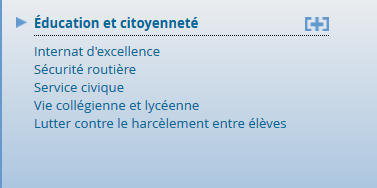 Éducation et citoyenneté
Internat d'excellence
Sécurité routière
Service civique
Vie collégienne et lycéenne
Lutter contre le harcèlement entre élèves